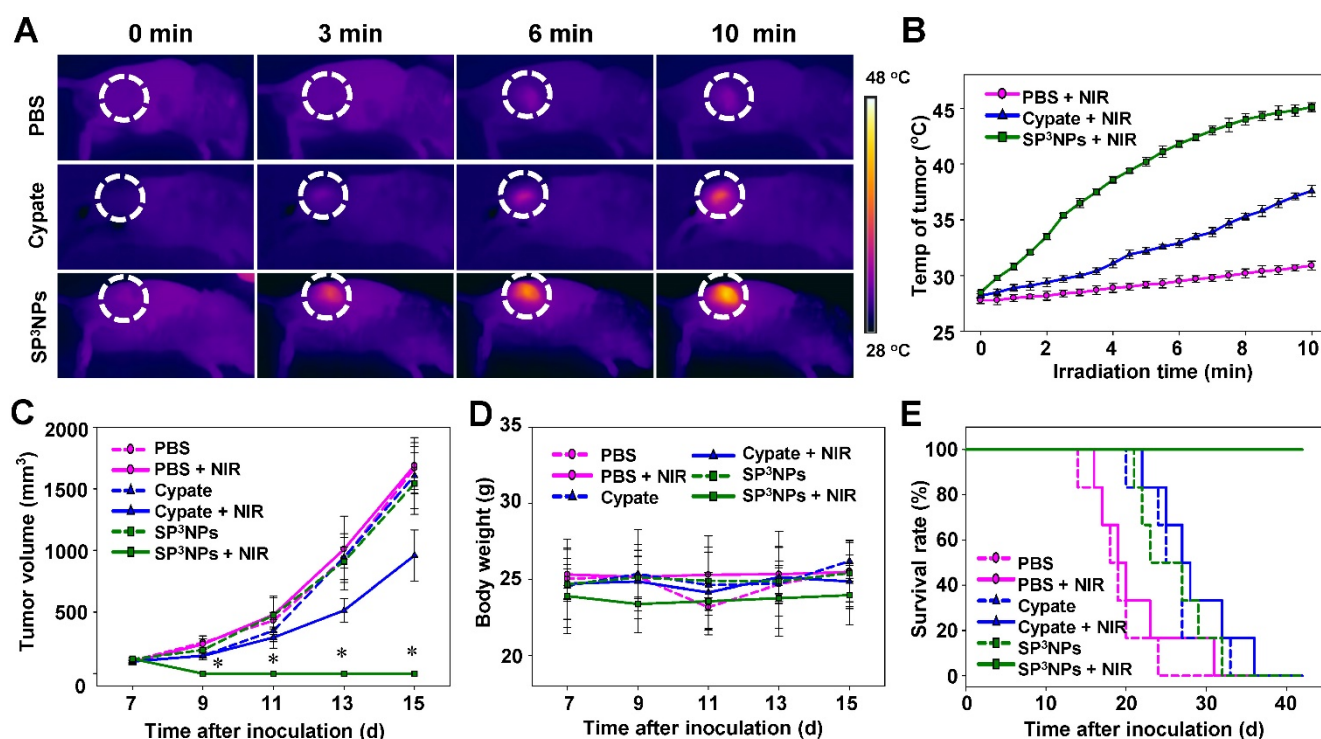 A
0 min
3 min
6 min
10 min
PBS
Cypate
SP³NPs
48 °C
28 °C
B
PBS + NIR
Cypate + NIR
SP³NPs + NIR
Temp of tumor (°C)
45
40
35
30
25
0
2
4
6
8
10
Irradiation time (min)
C
PBS
PBS + NIR
Cypate
Cypate + NIR
SP³NPs
SP³NPs + NIR
Tumor volume (mm³)
2000
1500
1000
500
0
* * * *
7
9
11
13
15
Time after inoculation (d)
D
PBS
PBS + NIR
Cypate
Cypate + NIR
SP³NPs
SP³NPs + NIR
Body weight (g)
35
30
25
20
7
9
11
13
15
Time after inoculation (d)
E
Survival rate (%)
100
80
60
40
20
0
PBS
PBS + NIR
Cypate
Cypate + NIR
SP³NPs
SP³NPs + NIR
0
10
20
30
40
Time after inoculation (d)